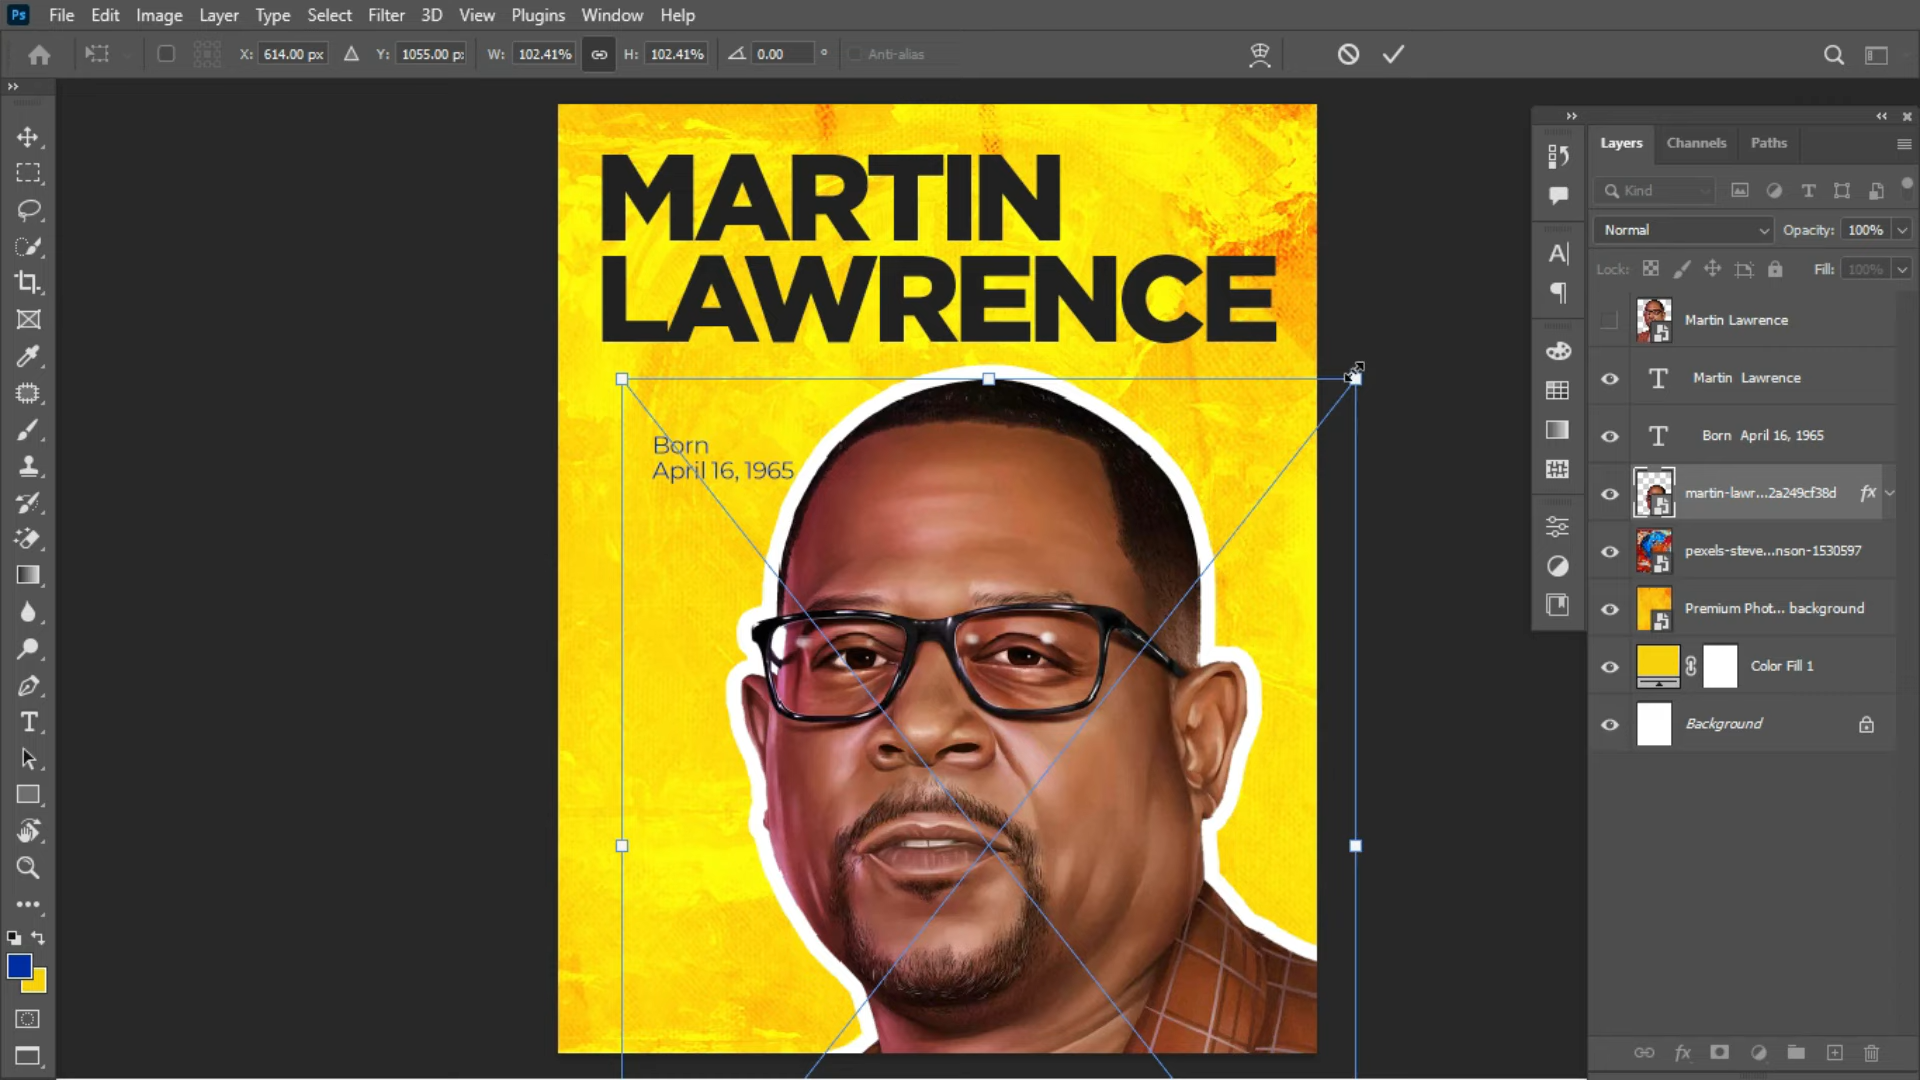 Ps File Edit Image Layer Type Select Filter 3D View Plugins Window Help
X: 614.00 px Y: 1055.00 p: W: 102.41% H: 102.41% 0.00 ° Anti-alias
MARTIN
LAWRENCE
Born
April 16, 1965
Layers Channels Paths
Kind
Normal Opacity: 100%
Lock: Fill: 100%
Martin Lawrence
Martin Lawrence
Born April 16, 1965
martin-lawr...2a249cf38d fx
pexels-steve...nson-1530597
Premium Phot... background
Color Fill 1
Background
fx